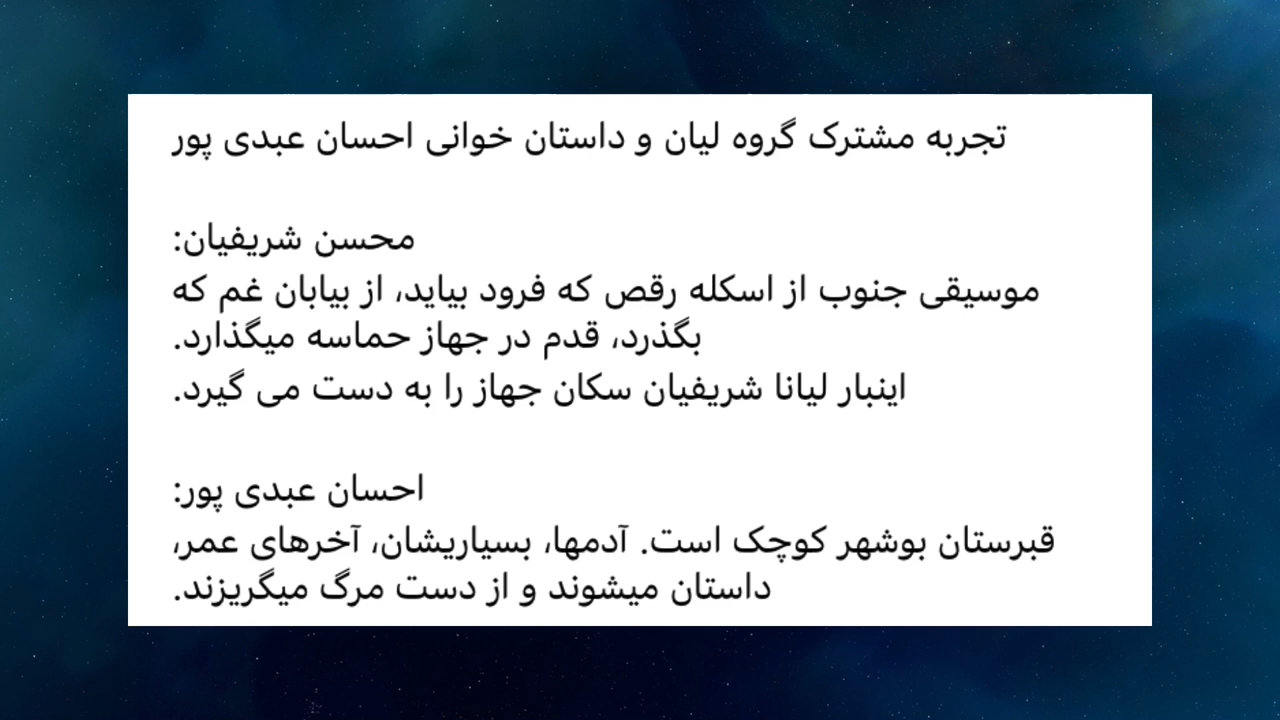 تجربه مشترک گروه لیان و داستان خوانی احسان عبدی پور
محسن شریفیان:
موسیقی جنوب از اسکله رقص که فرود بیاید، از بیابان غم که
بگذرد، قدم در جهاز حماسه میگذارد.
اینبار لیانا شریفیان سکان جهاز را به دست می گیرد.
احسان عبدی پور:
قبرستان بوشهر کوچک است. آدمها، بسیاریشان، آخرهای عمر،
داستان میشوند و از دست مرگ میگریزند.